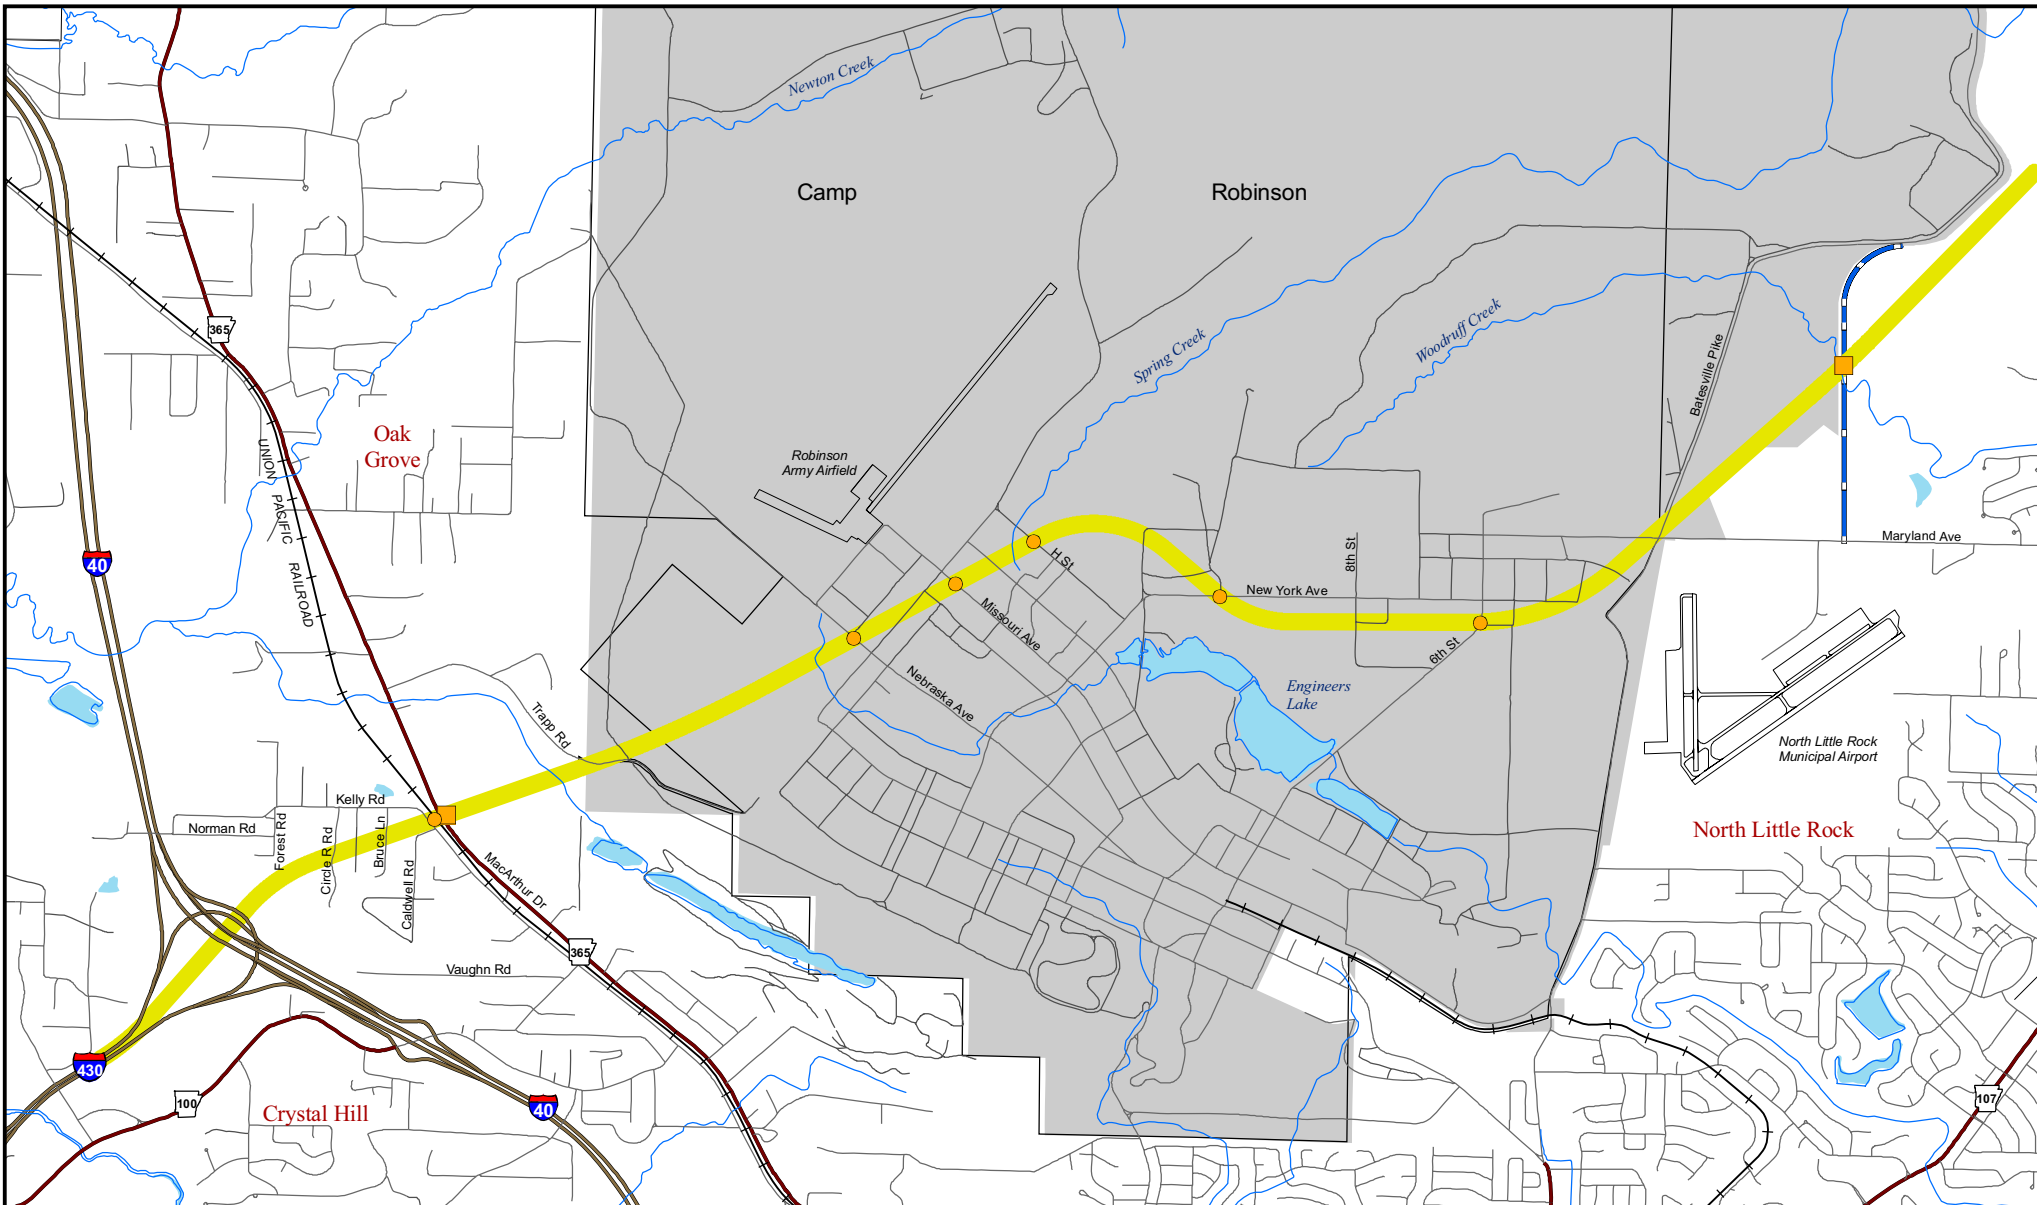 Newton Creek
Camp
Robinson
365
Spring Creek
Woodruff Creek
Batesville Pike
Oak
Grove
UNION
PACIFIC
RAILROAD
Robinson
Army Airfield
40
H St
8th St
Maryland Ave
New York Ave
Missouri Ave
6th St
Nebraska Ave
Engineers
Lake
Trapp Rd
North Little Rock
Municipal Airport
Kelly Rd
Norman Rd
Forest Rd
Circle R Rd
Bruce Ln
Caldwell Rd
MacArthur Dr
North Little Rock
365
Vaughn Rd
430
100
Crystal Hill
40
107